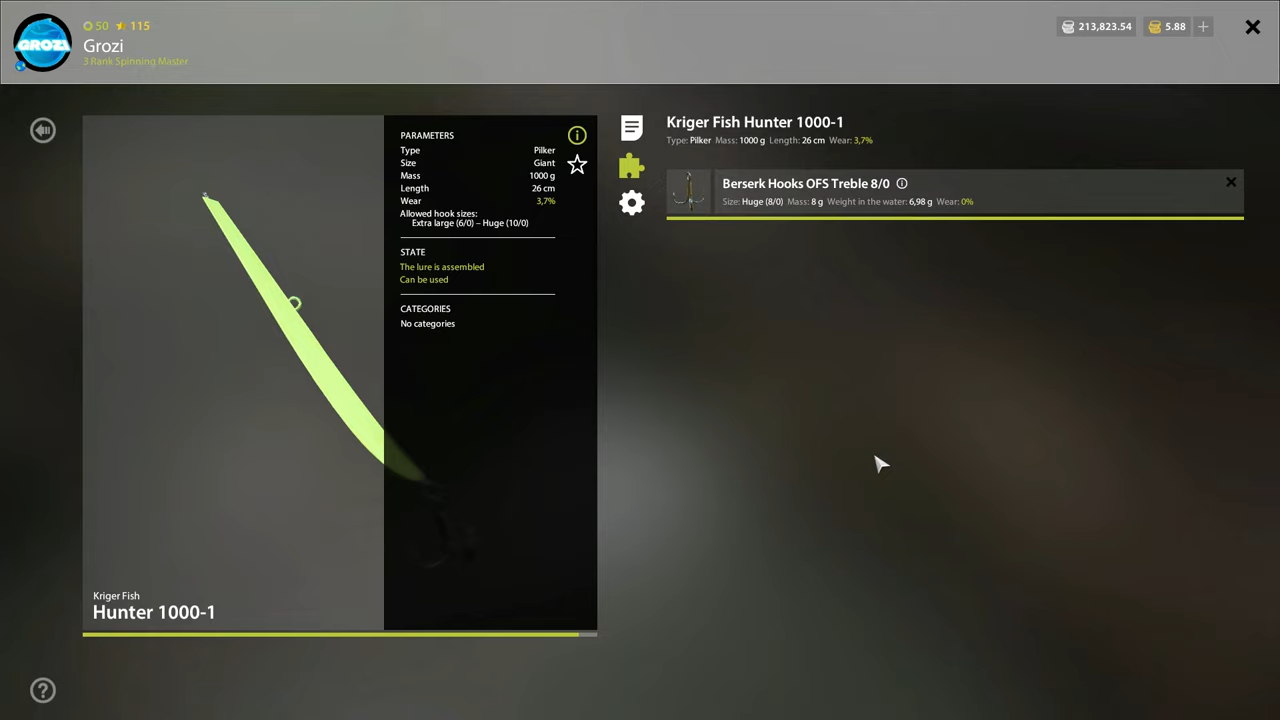 GROZI
50 115
Grozi
3 Rank Spinning Master
213,823.54 5.88 +
PARAMETERS
Type Pilker
Size Giant
Mass 1000 g
Length 26 cm
Wear 3,7%
Allowed hook sizes:
Extra large (6/0) – Huge (10/0)
STATE
The lure is assembled
Can be used
CATEGORIES
No categories
Kriger Fish
Hunter 1000-1
Kriger Fish Hunter 1000-1
Type: Pilker Mass: 1000 g Length: 26 cm Wear: 3,7%
Berserk Hooks OFS Treble 8/0
Size: Huge (8/0) Mass: 8 g Weight in the water: 6,98 g Wear: 0%
?